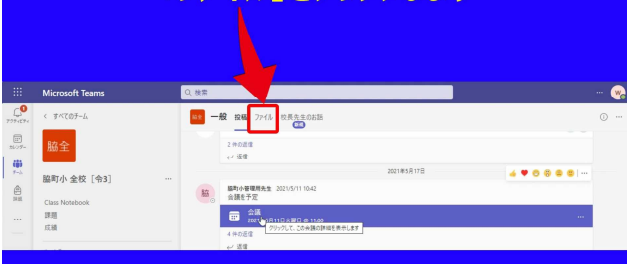 Microsoft Teams
検索
W
アクティビティ
すべてのチーム
脇全
一般
投稿
ファイル
校長先生のお話
新規
カレンダー
脇全
2 件の返信
返信
チーム
2021年5月17日
脇町小 全校［令3］
脇
脇町小管理用先生 2021/5/11 10:42
会議を予定
課題
Class Notebook
会議
課題
クリックして、この会議の詳細を表示します
成績
4 件の返信
返信